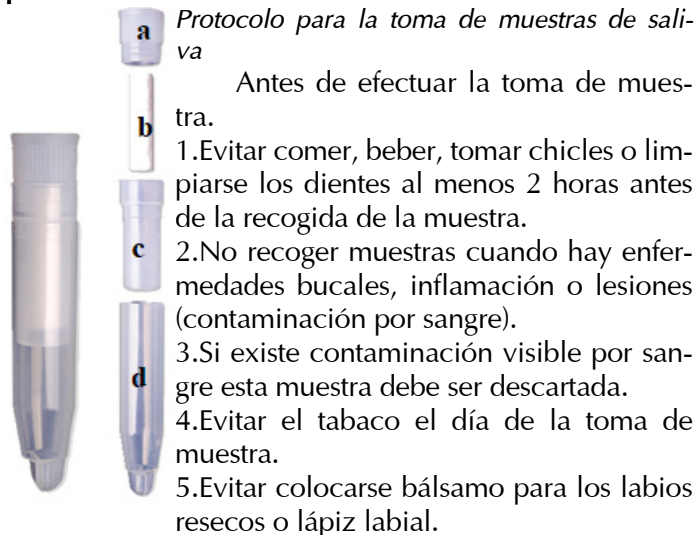 a
b
c
d
Protocolo para la toma de muestras de sali-
va
Antes de efectuar la toma de mues-
tra.
1.Evitar comer, beber, tomar chicles o lim-
piarse los dientes al menos 2 horas antes
de la recogida de la muestra.
2.No recoger muestras cuando hay enfer-
medades bucales, inflamación o lesiones
(contaminación por sangre).
3.Si existe contaminación visible por san-
gre esta muestra debe ser descartada.
4.Evitar el tabaco el día de la toma de
muestra.
5.Evitar colocarse bálsamo para los labios
resecos o lápiz labial.